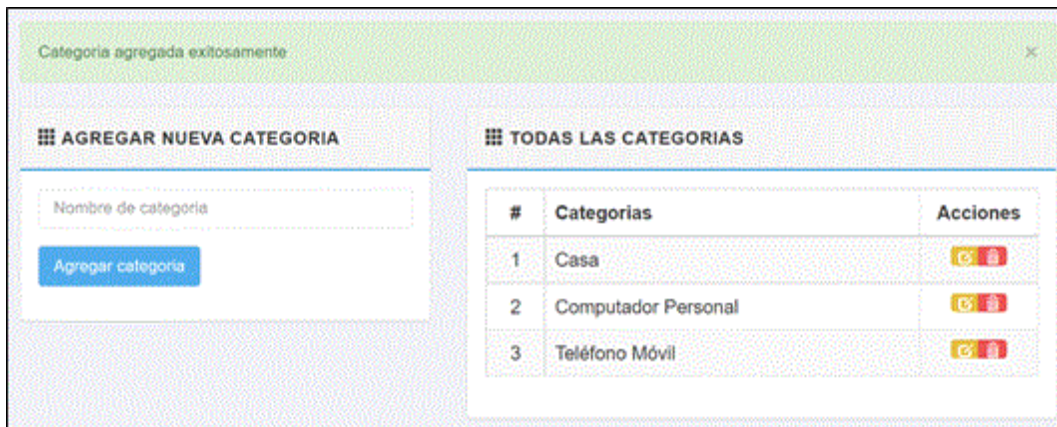 Categoria agregada exitosamente ×
AGREGAR NUEVA CATEGORIA
Nombre de categoria
Agregar categoria
TODAS LAS CATEGORIAS
# Categorias Acciones
1 Casa
2 Computador Personal
3 Teléfono Móvil